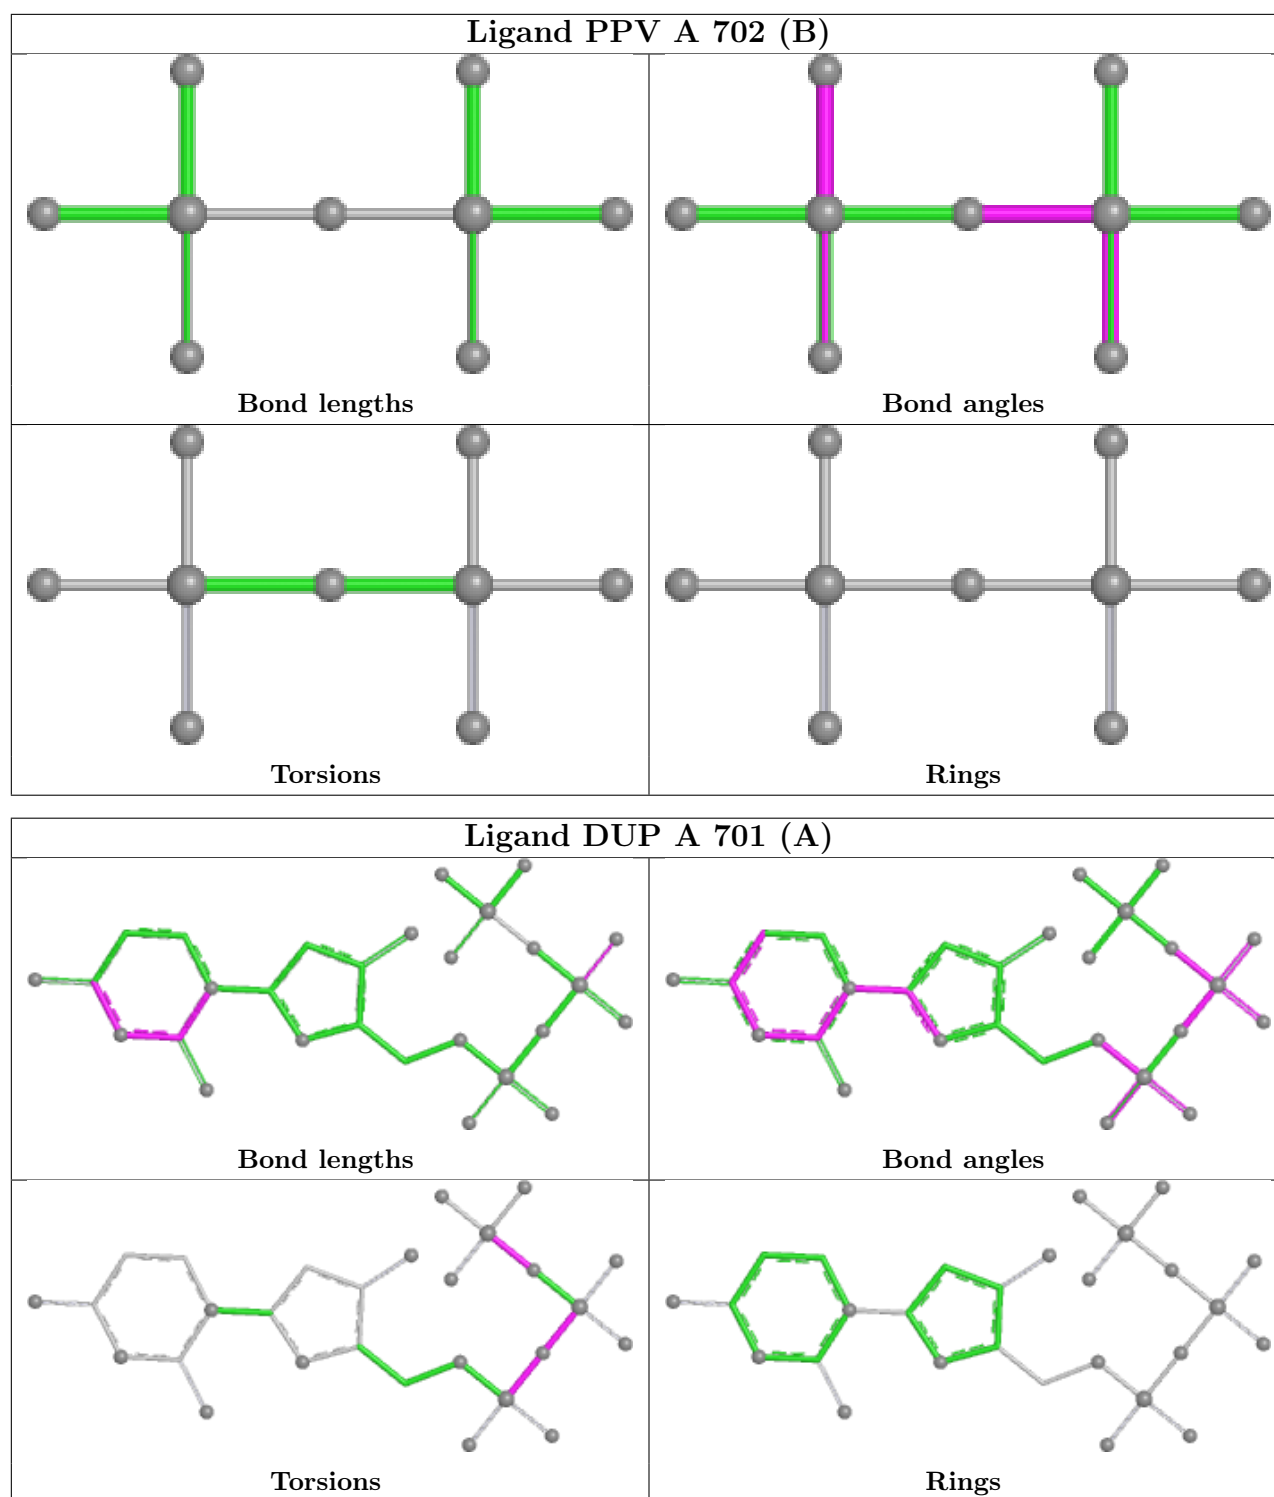 Ligand PPV A 702 (B)
Bond lengths
Bond angles
Torsions
Rings
Ligand DUP A 701 (A)
Bond lengths
Bond angles
Torsions
Rings